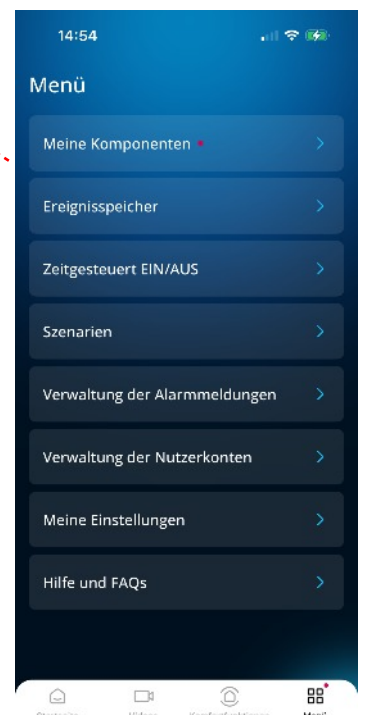 14:54
Menü
Meine Komponenten
Ereignisspeicher
Zeitgesteuert EIN/AUS
Szenarien
Verwaltung der Alarmmeldungen
Verwaltung der Nutzerkonten
Meine Einstellungen
Hilfe und FAQs